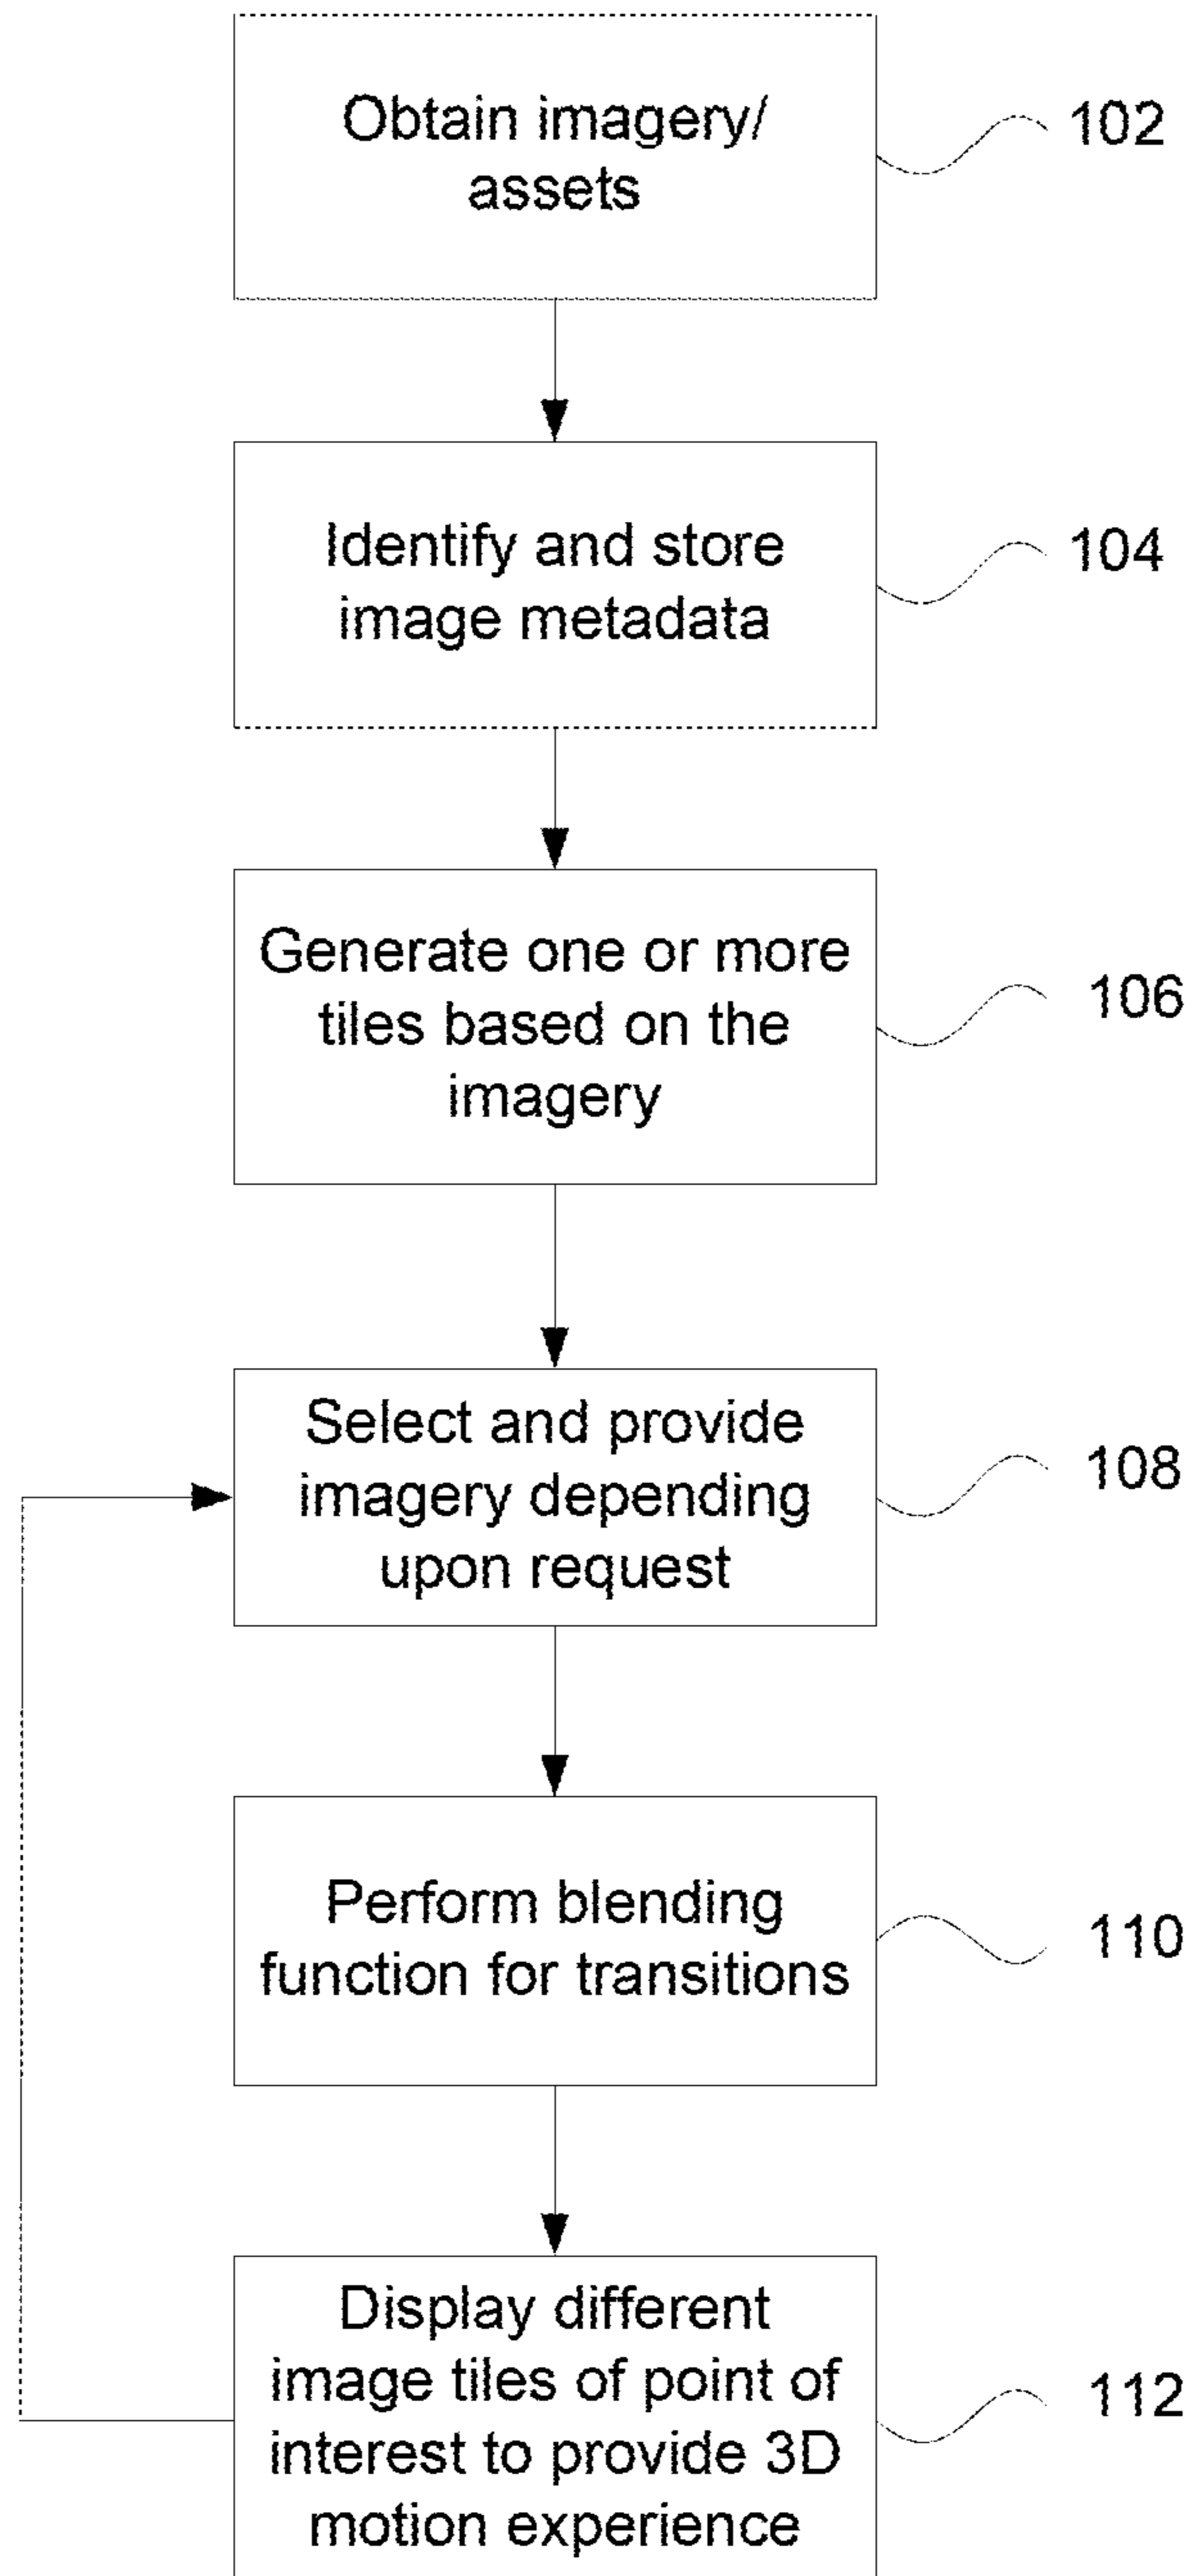 Obtain imagery/
assets
102
Identify and store
image metadata
104
Generate one or more
tiles based on the
imagery
106
Select and provide
imagery depending
upon request
108
Perform blending
function for transitions
110
Display different
image tiles of point of
interest to provide 3D
motion experience
112